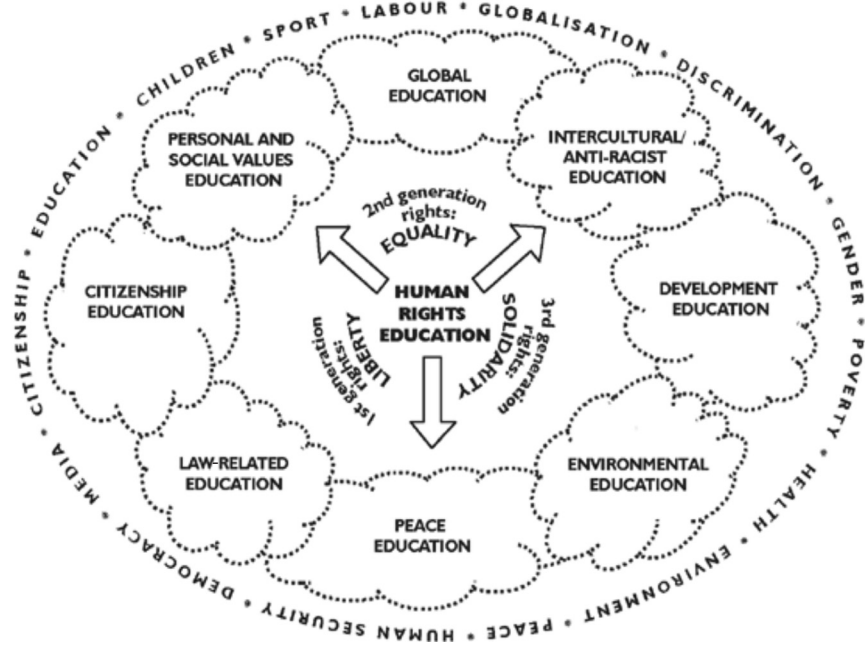 CITIZENSHIP * EDUCATION * CHILDREN * SPORT * LABOUR * GLOBALISATION * DISCRIMINATION * GENDER * POVERTY * HEALTH * ENVIRONMENT * PEACE * HUMAN SECURITY * DEMOCRACY * MEDIA *
GLOBAL
EDUCATION
PERSONAL AND
SOCIAL VALUES
EDUCATION
INTERCULTURAL/
ANTI-RACIST
EDUCATION
2nd generation
rights:
EQUALITY
CITIZENSHIP
EDUCATION
HUMAN
RIGHTS
EDUCATION
DEVELOPMENT
EDUCATION
1st generation
rights:
LIBERTY
3rd generation
rights:
SOLIDARITY
LAW-RELATED
EDUCATION
ENVIRONMENTAL
EDUCATION
PEACE
EDUCATION